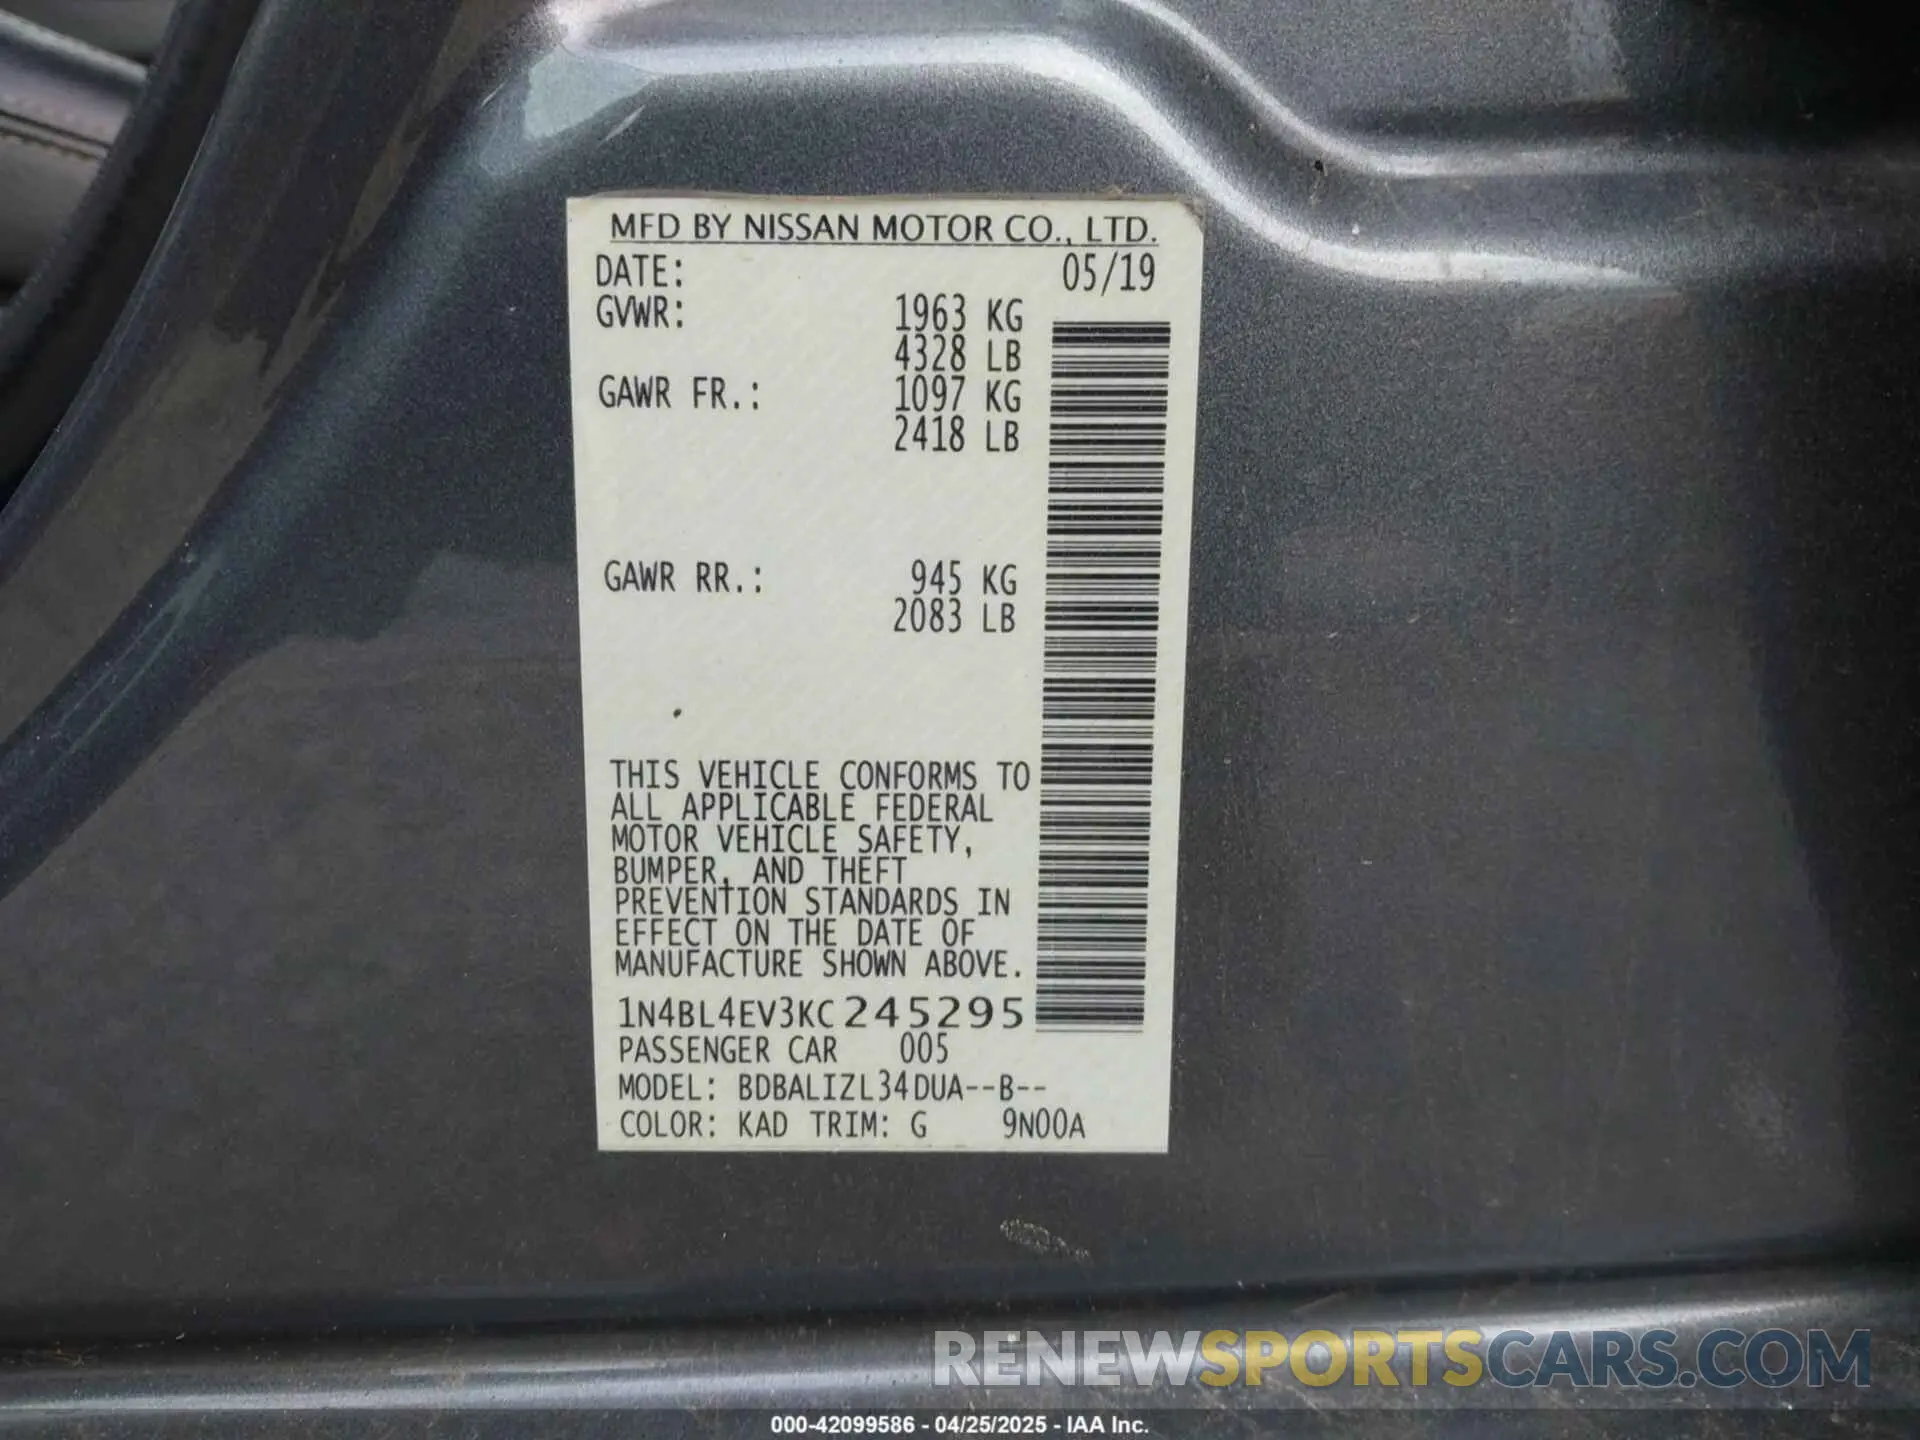 MFD BY NISSAN MOTOR CO., LTD.
DATE: 05/19
GVWR: 1963 KG
4328 LB
GAWR FR.: 1097 KG
2418 LB
GAWR RR.: 945 KG
2083 LB
THIS VEHICLE CONFORMS TO
ALL APPLICABLE FEDERAL
MOTOR VEHICLE SAFETY,
BUMPER, AND THEFT
PREVENTION STANDARDS IN
EFFECT ON THE DATE OF
MANUFACTURE SHOWN ABOVE.
1N4BL4EV3KC245295
PASSENGER CAR 005
MODEL: BDBALIZL34DUA--B--
COLOR: KAD TRIM: G 9N00A
RENEWSPORTSCARS.COM
000-42099586 - 04/25/2025 - IAA Inc.